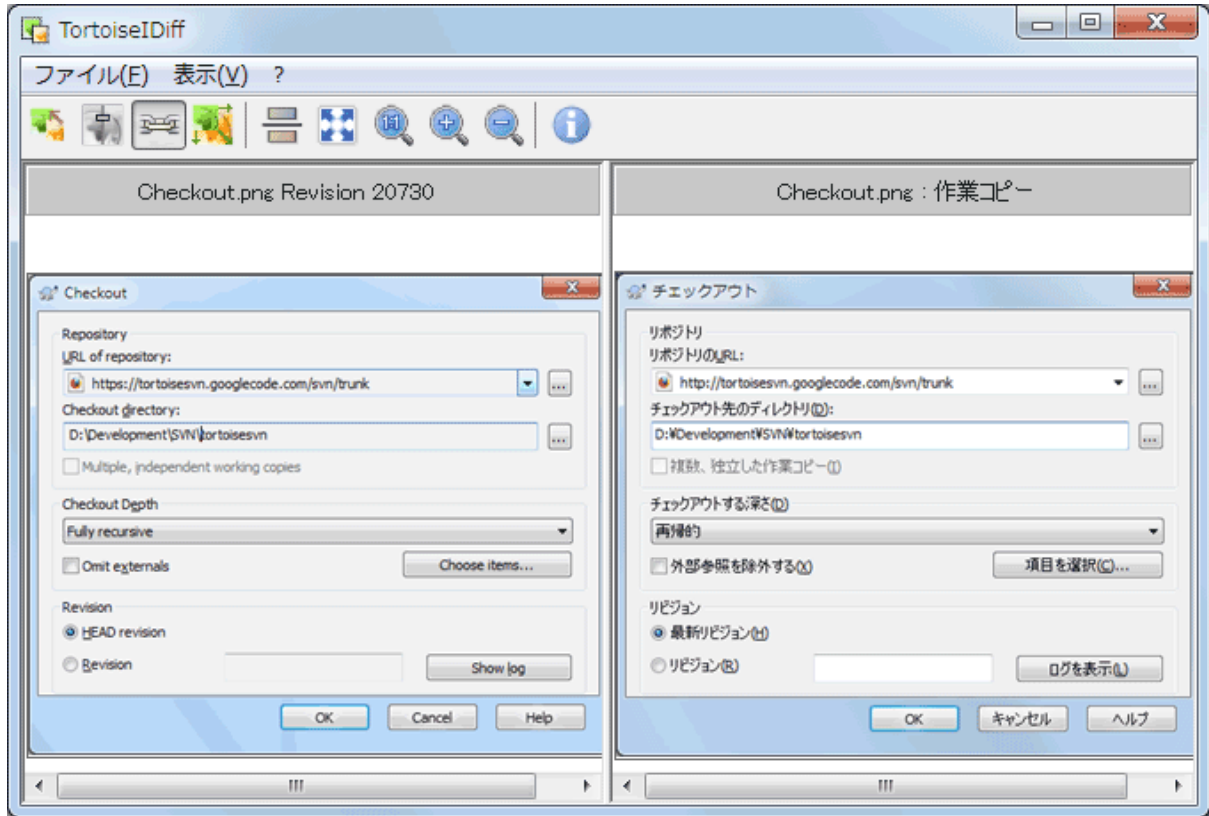 TortoiseIDiff
ファイル(F) 表示(V) ?
Checkout.png Revision 20730
Checkout
Repository
URL of repository:
https://tortoisesvn.googlecode.com/svn/trunk
...
Checkout directory:
D:\Development\SVN\tortoisesvn
...
Multiple, independent working copies
Checkout Depth
Fully recursive
Omit externals
Choose items...
Revision
HEAD revision
Revision
Show log
OK Cancel Help
Checkout.png : 作業コピー
チェックアウト
リポジトリ
リポジトリのURL:
http://tortoisesvn.googlecode.com/svn/trunk
...
チェックアウト先のディレクトリ(D):
D:¥Development¥SVN¥tortoisesvn
...
複数、独立した作業コピー(I)
チェックアウトする深さ(D)
再帰的
外部参照を除外する(X)
項目を選択(C)...
リビジョン
最新リビジョン(H)
リビジョン(R)
ログを表示(L)
OK キャンセル ヘルプ